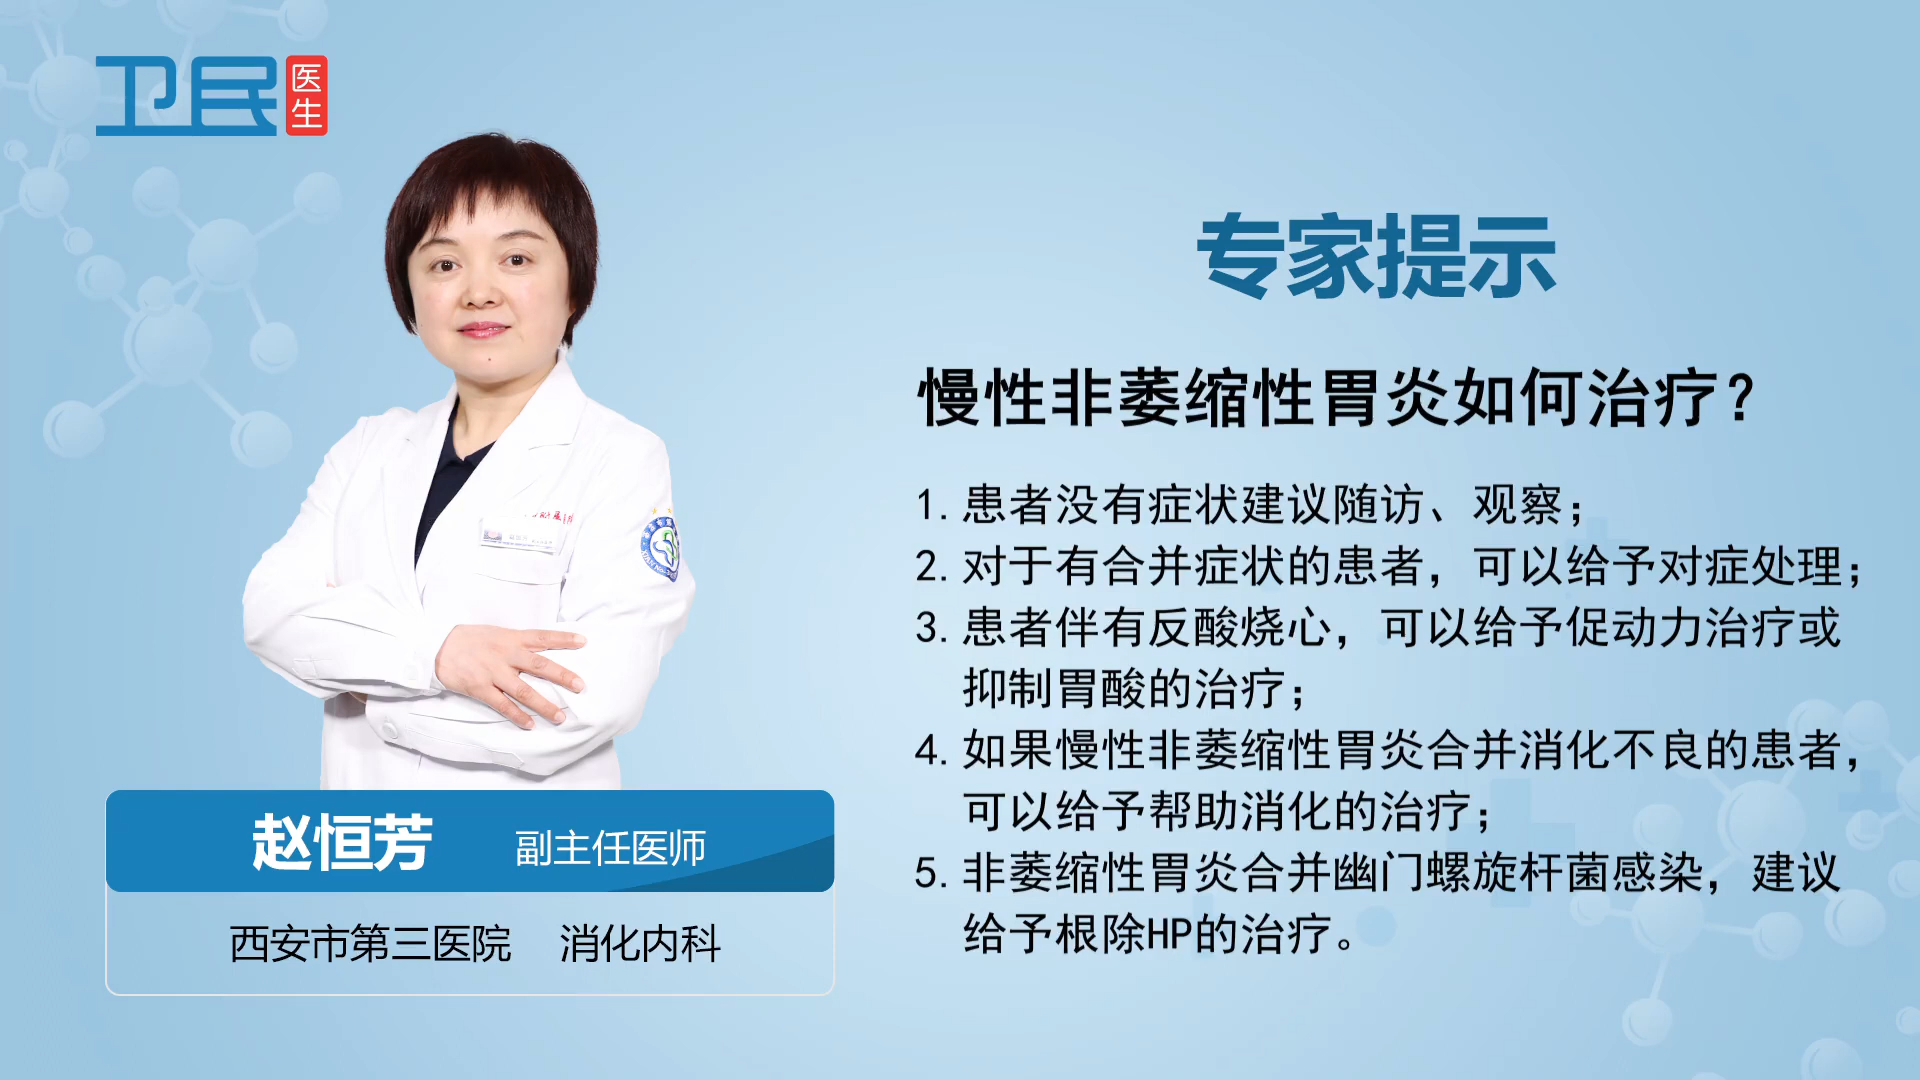 卫民医生
专家提示
慢性非萎缩性胃炎如何治疗？
1.患者没有症状建议随访、观察；
2.对于有合并症状的患者，可以给予对症处理；
3.患者伴有反酸烧心，可以给予促动力治疗或
抑制胃酸的治疗；
4.如果慢性非萎缩性胃炎合并消化不良的患者，
可以给予帮助消化的治疗；
5.非萎缩性胃炎合并幽门螺旋杆菌感染，建议
给予根除HP的治疗。
赵恒芳 副主任医师
西安市第三医院 消化内科